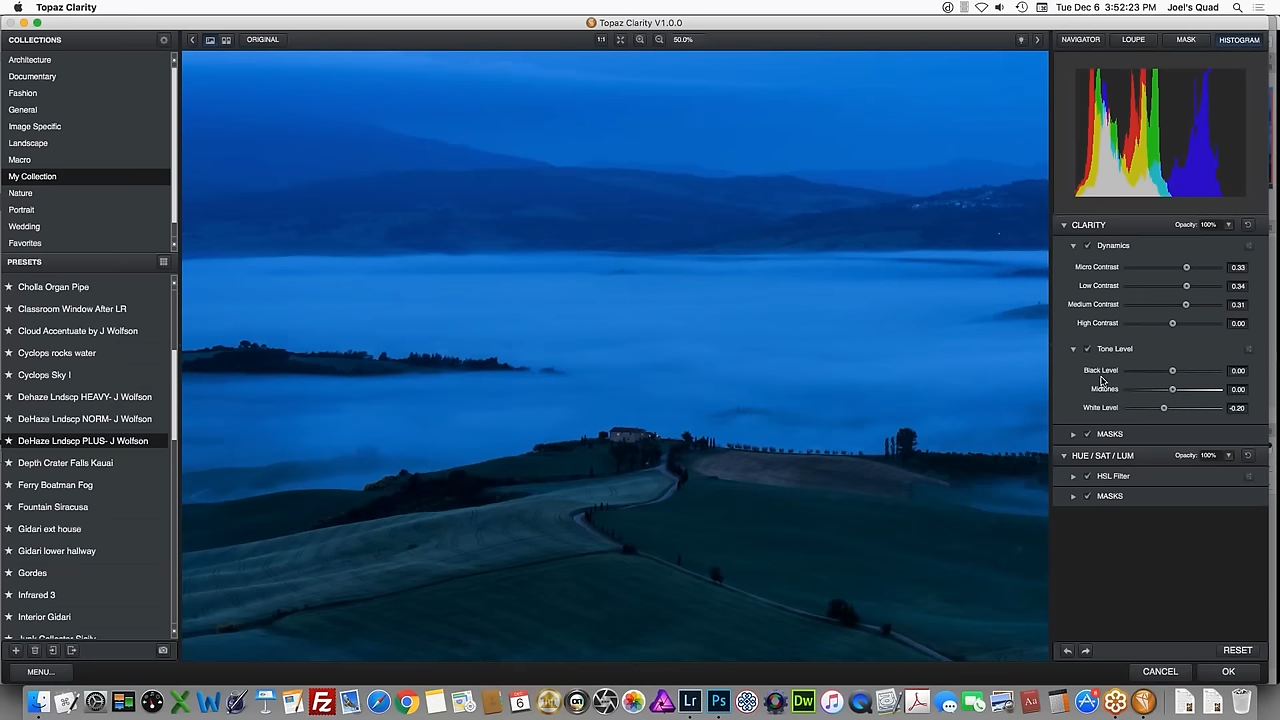 Topaz Clarity
Tue Dec 6 3:52:23 PM Joel's Quad
Topaz Clarity V1.0.0
COLLECTIONS
Architecture
Documentary
Fashion
General
Image Specific
Landscape
Macro
My Collection
Nature
Portrait
Wedding
Favorites
PRESETS
Cholla Organ Pipe
Classroom Window After LR
Cloud Accentuate by J Wolfson
Cyclops rocks water
Cyclops Sky I
Dehaze Lndscp HEAVY- J Wolfson
DeHaze Lndscp NORM- J Wolfson
DeHaze Lndscp PLUS- J Wolfson
Depth Crater Falls Kauai
Ferry Boatman Fog
Fountain Siracusa
Gidari ext house
Gidari lower hallway
Gordes
Infrared 3
Interior Gidari
MENU...
ORIGINAL
1:1
50.0%
NAVIGATOR LOUPE MASK HISTOGRAM
CLARITY Opacity: 100%
Dynamics
Micro Contrast 0.33
Low Contrast 0.34
Medium Contrast 0.31
High Contrast 0.00
Tone Level
Black Level 0.00
Midtones 0.00
White Level -0.20
MASKS
HUE / SAT / LUM Opacity: 100%
HSL Filter
MASKS
RESET
CANCEL OK
6
Lr Ps
Dw
Aa